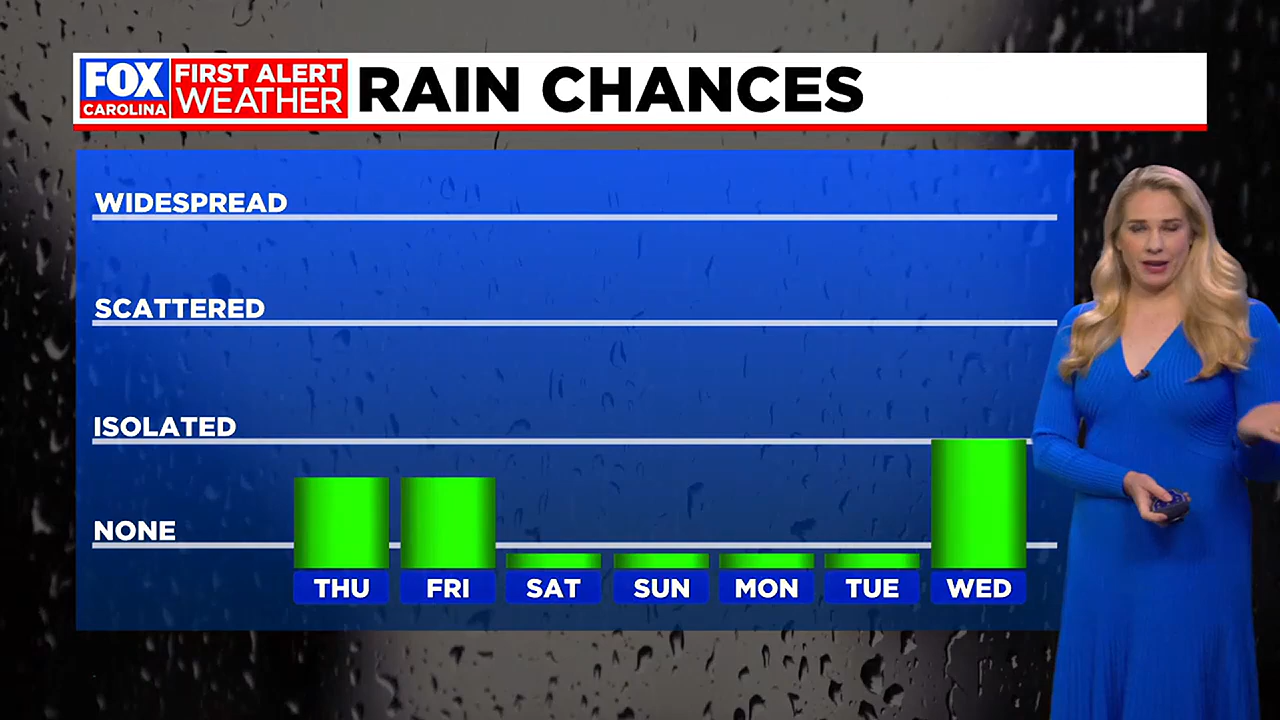 FOX CAROLINA
FIRST ALERT WEATHER
RAIN CHANCES
WIDESPREAD
SCATTERED
ISOLATED
NONE
THU FRI SAT SUN MON TUE WED